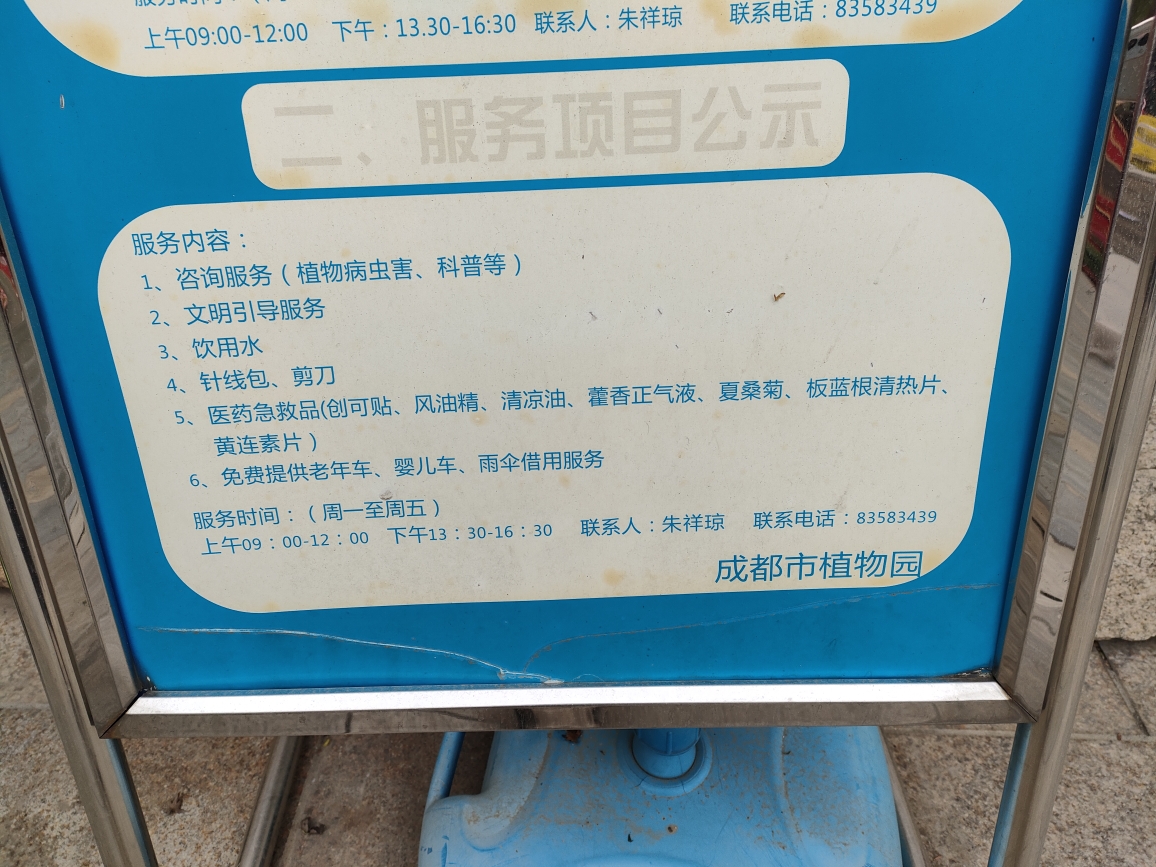 服务时间：
上午09:00-12:00 下午：13.30-16:30 联系人：朱祥琼 联系电话：83583439
二、服务项目公示
服务内容：
1、咨询服务（植物病虫害、科普等）
2、文明引导服务
3、饮用水
4、针线包、剪刀
5、医药急救品(创可贴、风油精、清凉油、藿香正气液、夏桑菊、板蓝根清热片、
黄连素片）
6、免费提供老年车、婴儿车、雨伞借用服务
服务时间：（周一至周五）
上午09：00-12：00 下午13：30-16：30 联系人：朱祥琼 联系电话：83583439
成都市植物园